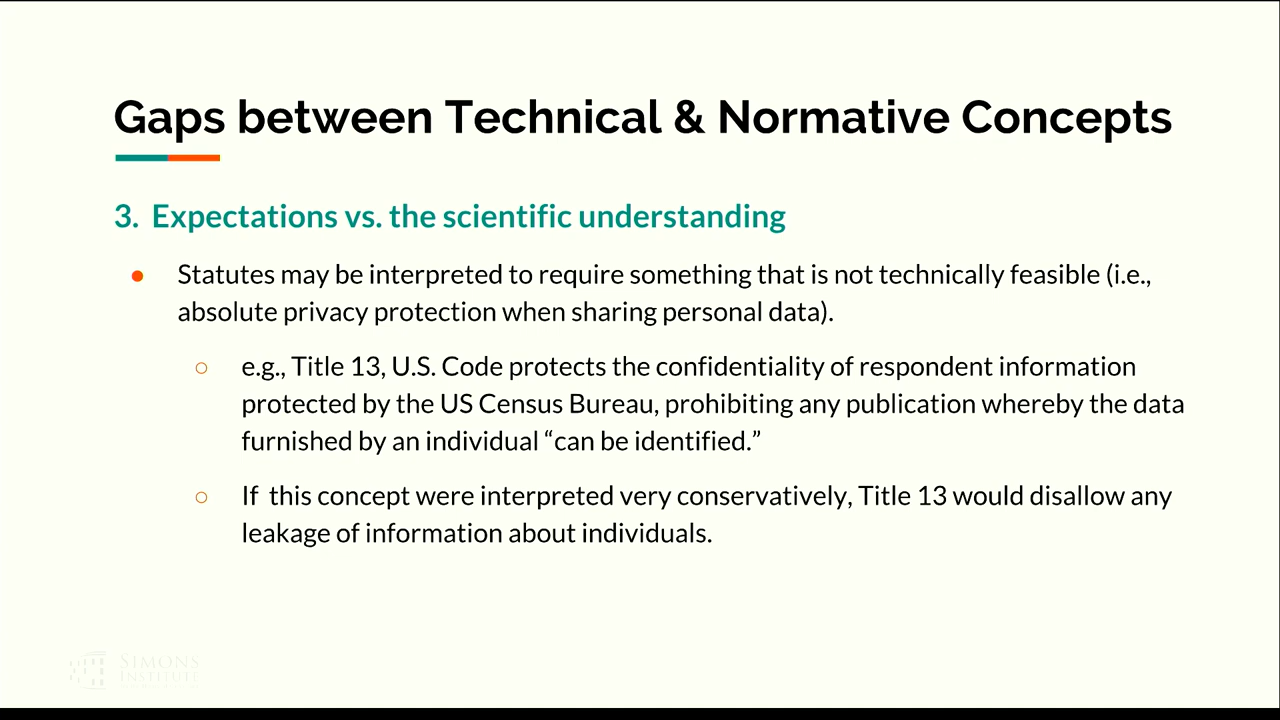 Gaps between Technical & Normative Concepts
3. Expectations vs. the scientific understanding
● Statutes may be interpreted to require something that is not technically feasible (i.e.,
absolute privacy protection when sharing personal data).
○ e.g., Title 13, U.S. Code protects the confidentiality of respondent information
protected by the US Census Bureau, prohibiting any publication whereby the data
furnished by an individual “can be identified.”
○ If this concept were interpreted very conservatively, Title 13 would disallow any
leakage of information about individuals.
SIMONS
INSTITUTE